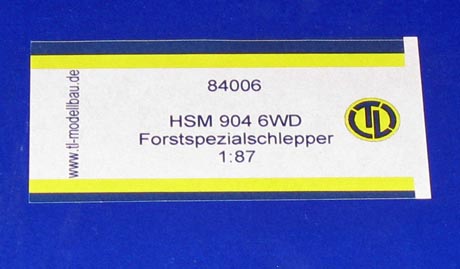 www.tl-modellbau.de
84006
HSM 904 6WD
Forstspezialschlepper
1:87
TL